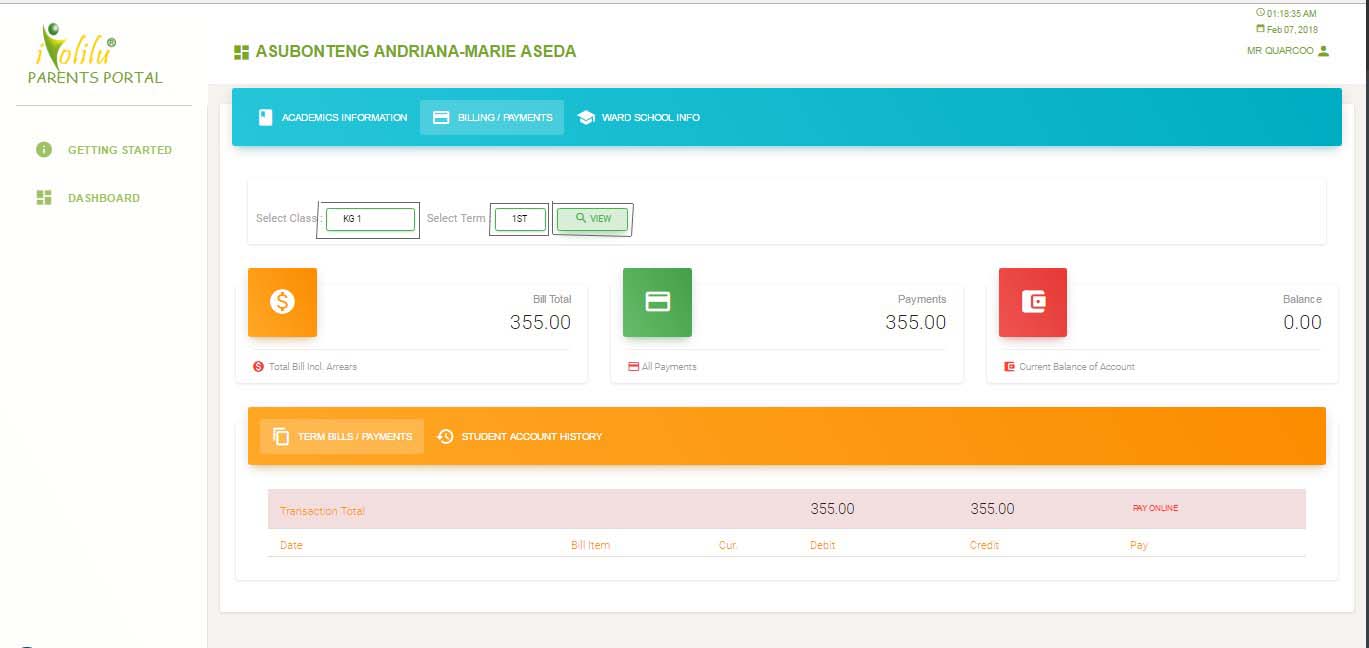 iYolilu®
PARENTS PORTAL
GETTING STARTED
DASHBOARD
01:18:35 AM
Feb 07, 2018
MR QUARCOO
ASUBONTENG ANDRIANA-MARIE ASEDA
ACADEMICS INFORMATION BILLING / PAYMENTS WARD SCHOOL INFO
Select Class : KG 1 Select Term : 1ST VIEW
Bill Total
355.00
Total Bill Incl. Arrears
Payments
355.00
All Payments
Balance
0.00
Current Balance of Account
TERM BILLS / PAYMENTS STUDENT ACCOUNT HISTORY
Transaction Total 355.00 355.00 PAY ONLINE
Date Bill Item Cur. Debit Credit Pay